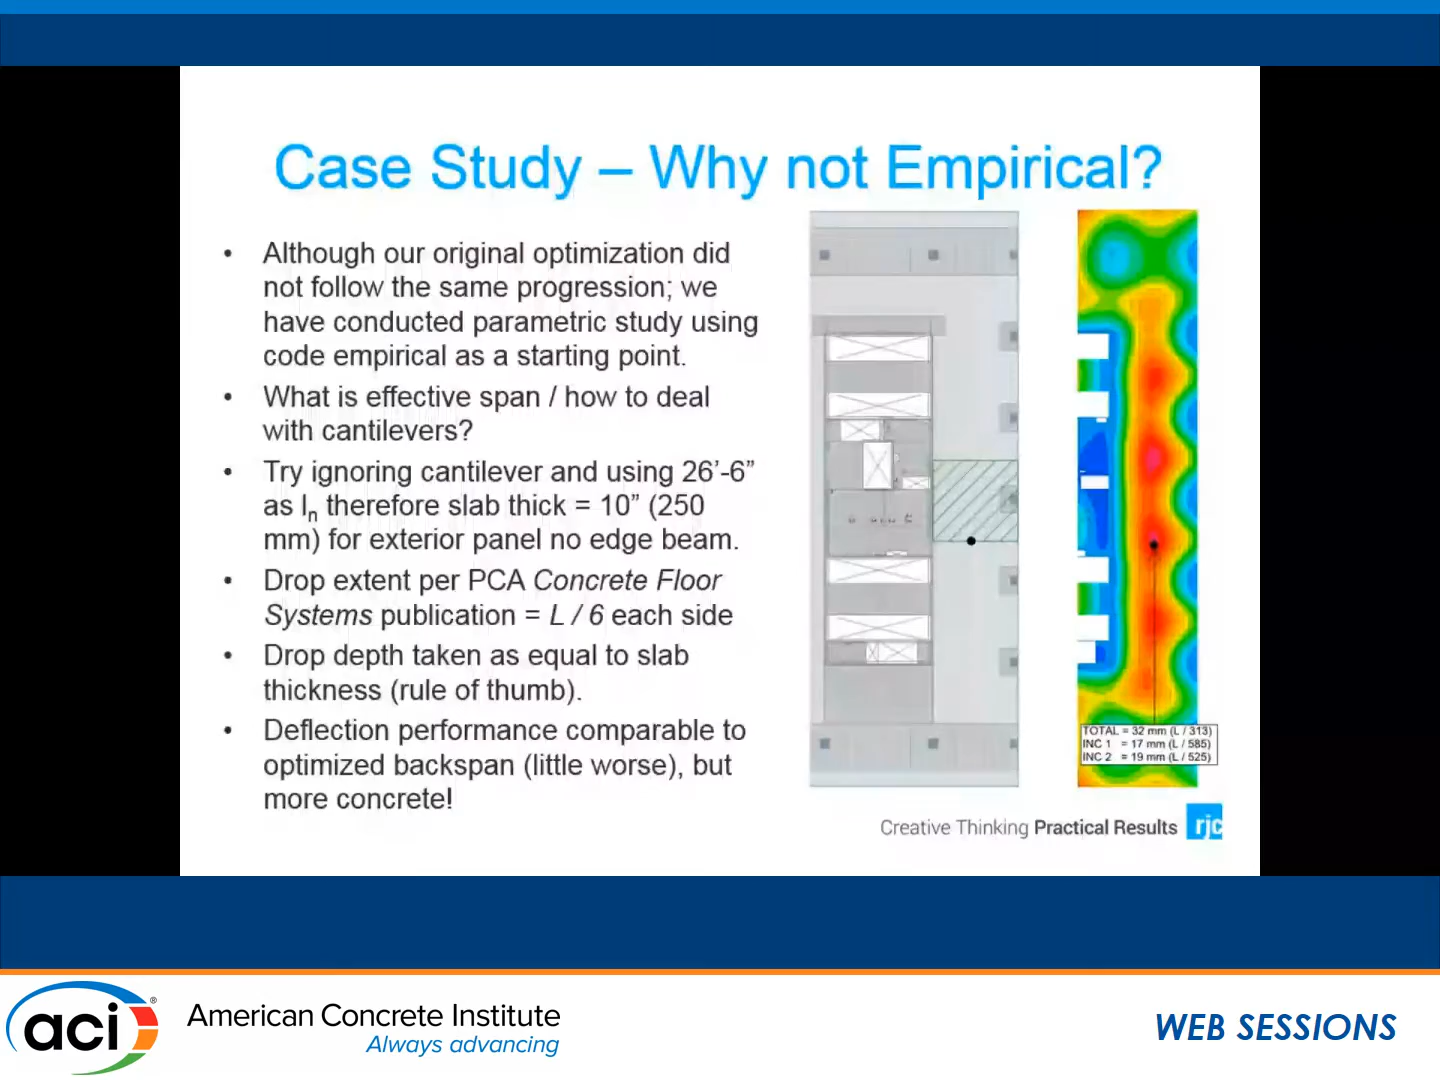 Case Study – Why not Empirical?
• Although our original optimization did
not follow the same progression; we
have conducted parametric study using
code empirical as a starting point.
• What is effective span / how to deal
with cantilevers?
• Try ignoring cantilever and using 26’-6”
as ln therefore slab thick = 10” (250
mm) for exterior panel no edge beam.
• Drop extent per PCA Concrete Floor
Systems publication = L / 6 each side
• Drop depth taken as equal to slab
thickness (rule of thumb).
• Deflection performance comparable to
optimized backspan (little worse), but
more concrete!
TOTAL = 32 mm (L / 313)
INC 1 = 17 mm (L / 585)
INC 2 = 19 mm (L / 525)
Creative Thinking Practical Results rjc
aci ® American Concrete Institute
Always advancing
WEB SESSIONS